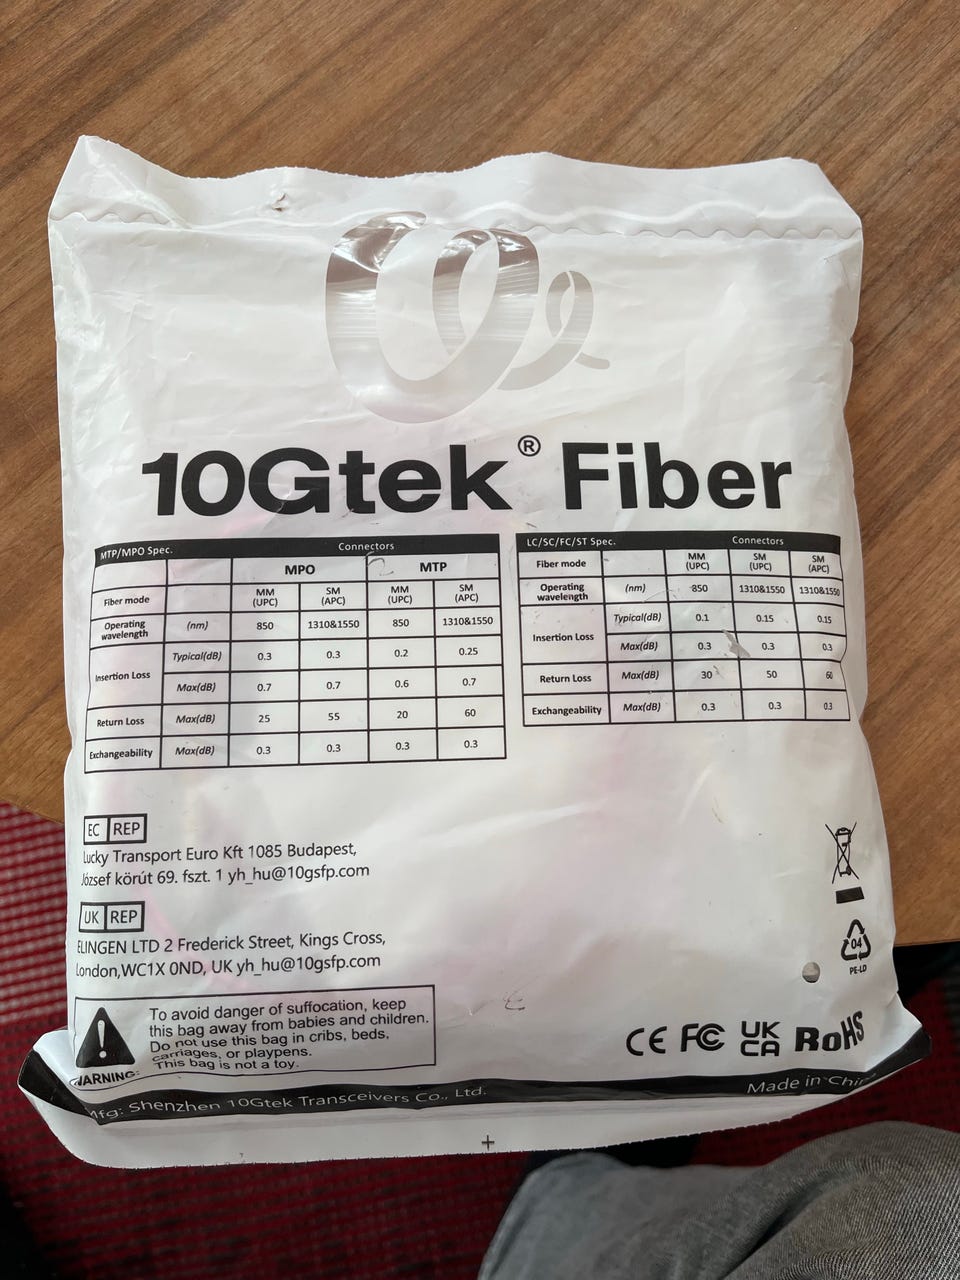 10Gtek® Fiber
MTP/MPO Spec. Connectors
MPO MTP
Fiber mode MM (UPC) SM (APC) MM (UPC) SM (APC)
Operating wavelength (nm) 850 1310&1550 850 1310&1550
Insertion Loss Typical(dB) 0.3 0.3 0.2 0.25
Max(dB) 0.7 0.7 0.6 0.7
Return Loss Max(dB) 25 55 20 60
Exchangeability Max(dB) 0.3 0.3 0.3 0.3
LC/SC/FC/ST Spec. Connectors
Fiber mode MM (UPC) SM (UPC) SM (APC)
Operating wavelength (nm) 850 1310&1550 1310&1550
Insertion Loss Typical(dB) 0.1 0.15 0.15
Max(dB) 0.3 0.3 0.3
Return Loss Max(dB) 30 50 60
Exchangeability Max(dB) 0.3 0.3 0.3
EC REP
Lucky Transport Euro Kft 1085 Budapest,
József körút 69. fszt. 1 yh_hu@10gsfp.com
UK REP
ELINGEN LTD 2 Frederick Street, Kings Cross,
London,WC1X 0ND, UK yh_hu@10gsfp.com
To avoid danger of suffocation, keep
this bag away from babies and children.
Do not use this bag in cribs, beds,
carriages, or playpens.
This bag is not a toy.
WARNING:
04
PE-LD
CE FC UK CA RoHS
Mfg: Shenzhen 10Gtek Transceivers Co., Ltd.
Made in China